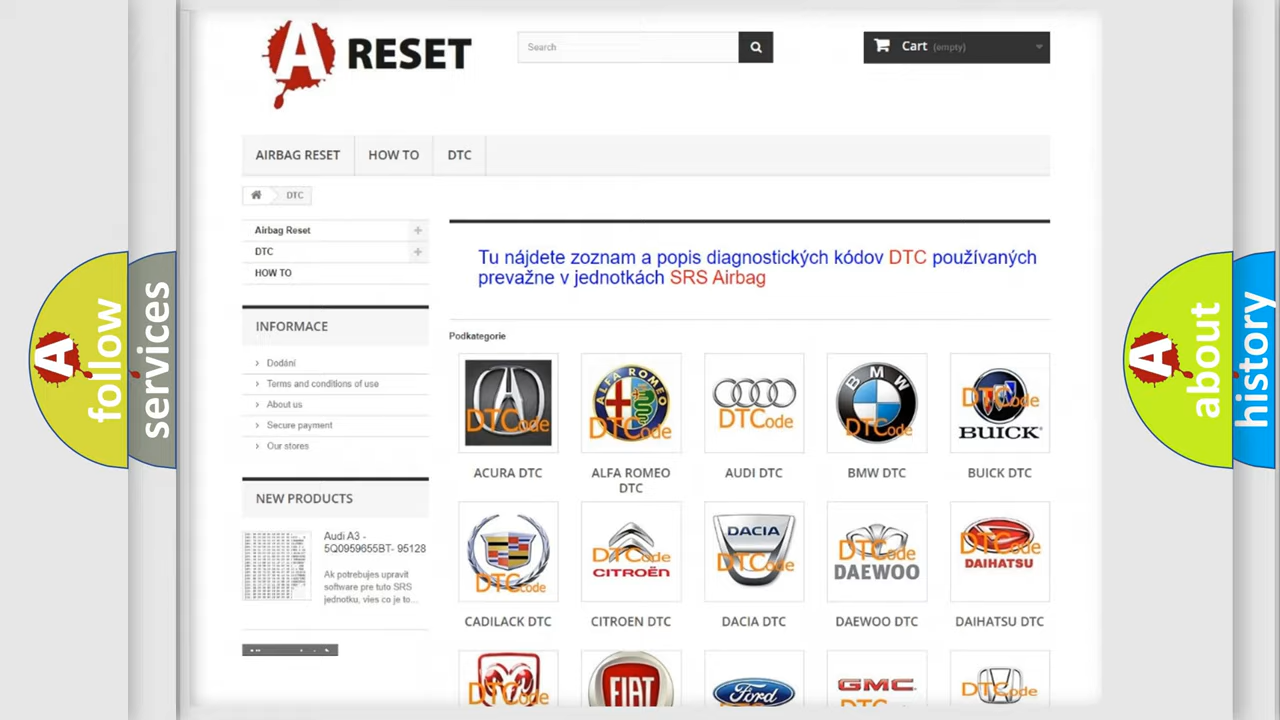 A RESET
Search
Cart (empty)
AIRBAG RESET
HOW TO
DTC
DTC
Airbag Reset
DTC
HOW TO
INFORMACE
Dodání
Terms and conditions of use
About us
Secure payment
Our stores
NEW PRODUCTS
Audi A3 -
5Q0959655BT- 95128
Ak potrebujes upravit
software pre tuto SRS
jednotku, vies co je to...
Tu nájdete zoznam a popis diagnostických kódov DTC používaných
prevažne v jednotkách SRS Airbag
Podkategorie
DTCode
ALFA ROMEO
DTCode
DTCode
BMW
DTCode
DTCode
BUICK
ACURA DTC
ALFA ROMEO
DTC
AUDI DTC
BMW DTC
BUICK DTC
DTCode
DTCode
CITROËN
DACIA
DTCode
DTCode
DAEWOO
DTCode
DAIHATSU
CADILACK DTC
CITROEN DTC
DACIA DTC
DAEWOO DTC
DAIHATSU DTC
DTCode
FIAT
Ford
GMC
DTCode
A follow
services
A about
history